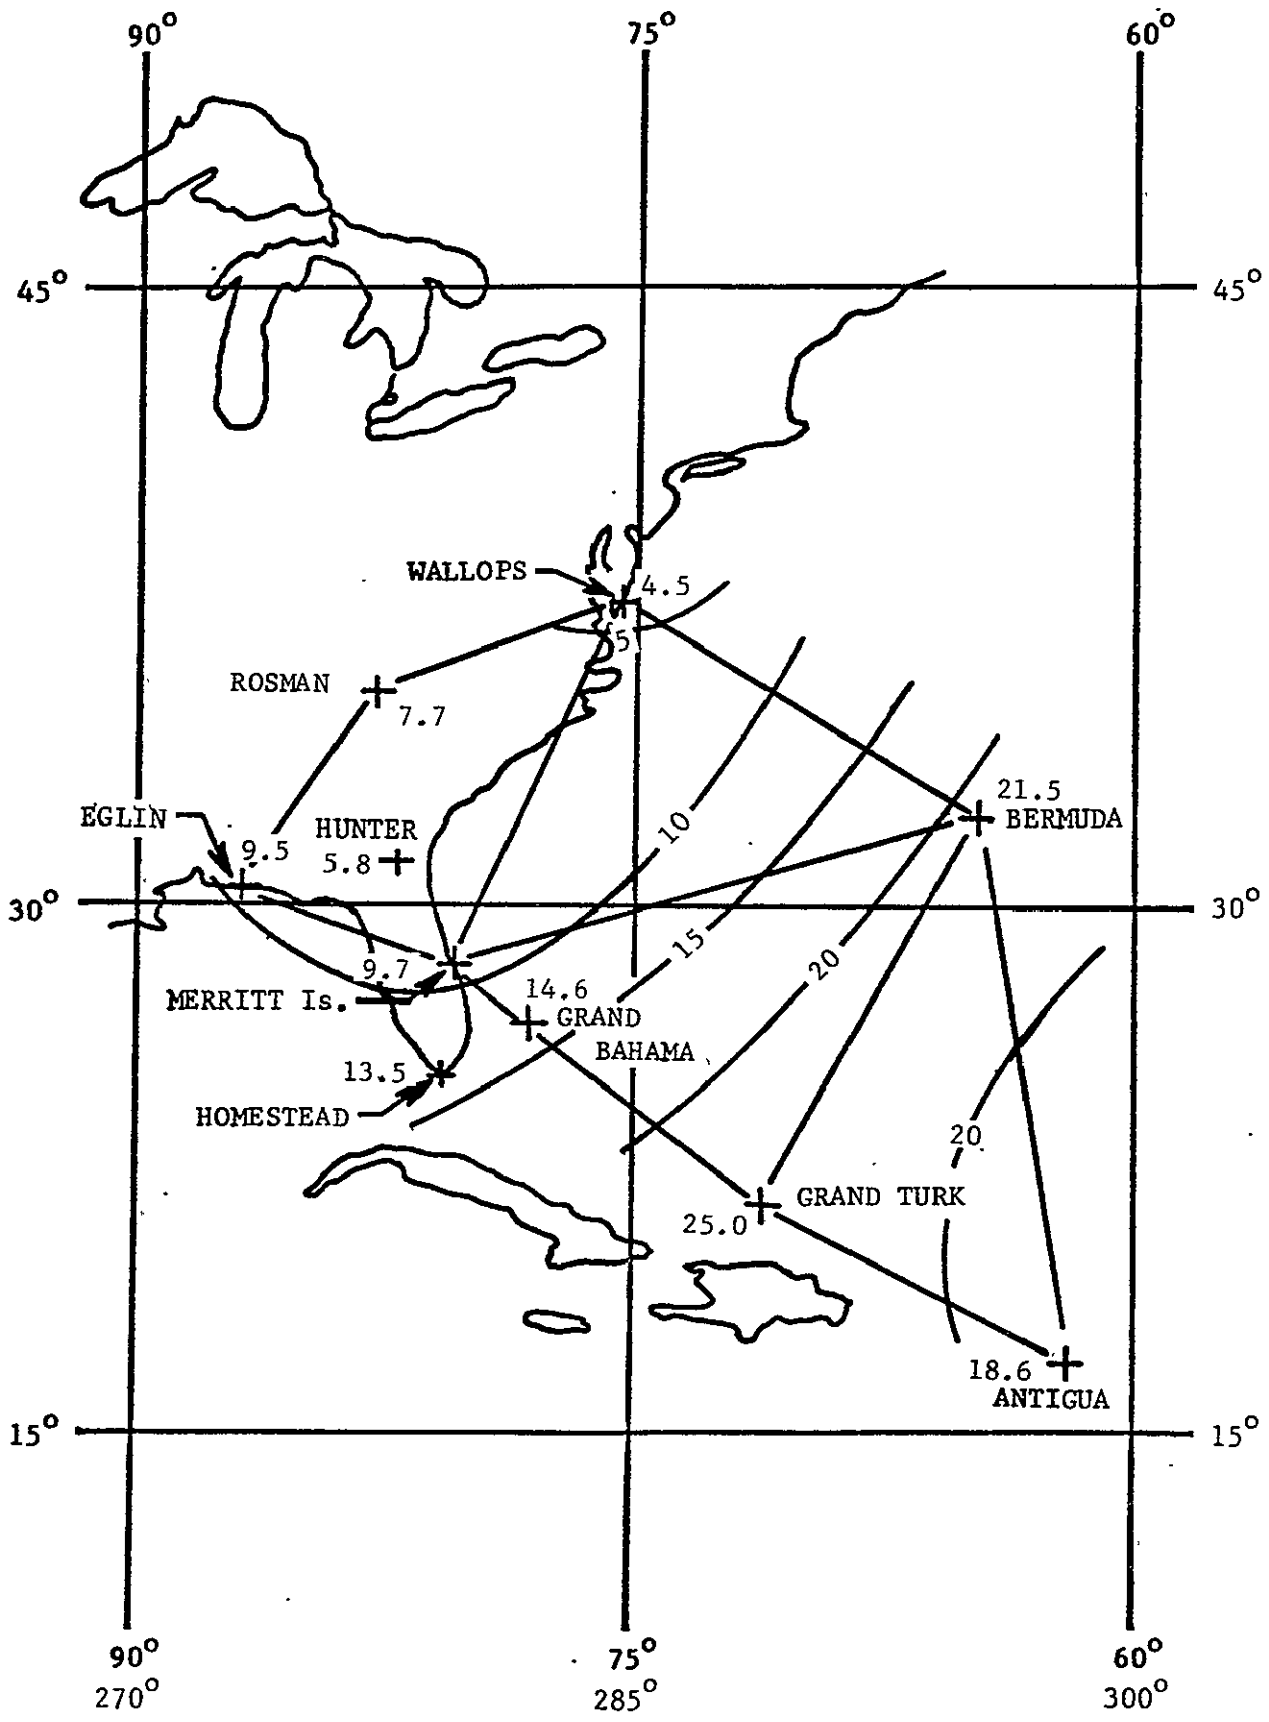 90° 75° 60°
45° 45°
WALLOPS 4.5
5
ROSMAN
7.7
21.5
EGLIN BERMUDA
HUNTER 10
9.5
5.8
30° 30°
15
20
9.7
14.6
MERRITT Is. GRAND
BAHAMA
13.5
HOMESTEAD
20
GRAND TURK
25.0
18.6
ANTIGUA
15° 15°
90° 75° 60°
270° 285° 300°